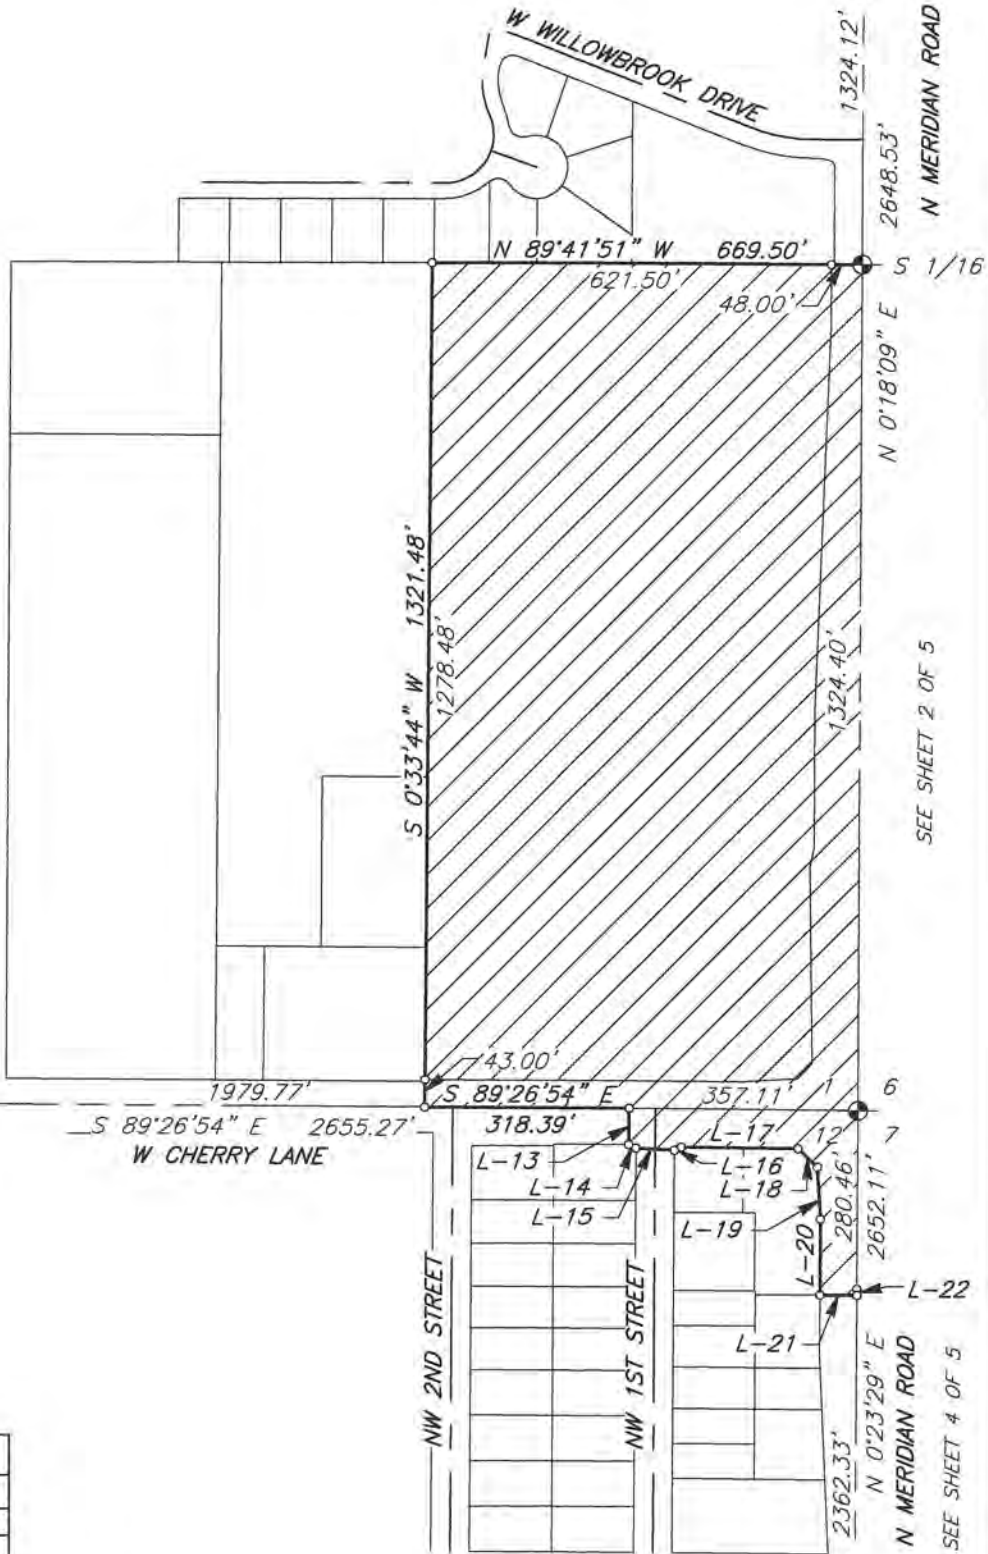 W WILLOWBROOK DRIVE
1324.12'
N MERIDIAN ROAD
2648.53'
N 89°41'51" W 669.50'
621.50'
48.00'
S 1/16
N 0°18'09" E
S 0°33'44" W 1321.48'
1278.48'
1324.40'
SEE SHEET 2 OF 5
43.00'
1979.77'
S 89°26'54" E
357.11'
1
6
S 89°26'54" E 2655.27'
318.39'
W CHERRY LANE
L-17
12
7
L-13
L-16
L-14
L-18
L-15
L-19
L-20
280.46'
2652.11'
L-22
L-21
NW 2ND STREET
NW 1ST STREET
2362.33'
N 0°23'29" E
N MERIDIAN ROAD
SEE SHEET 4 OF 5